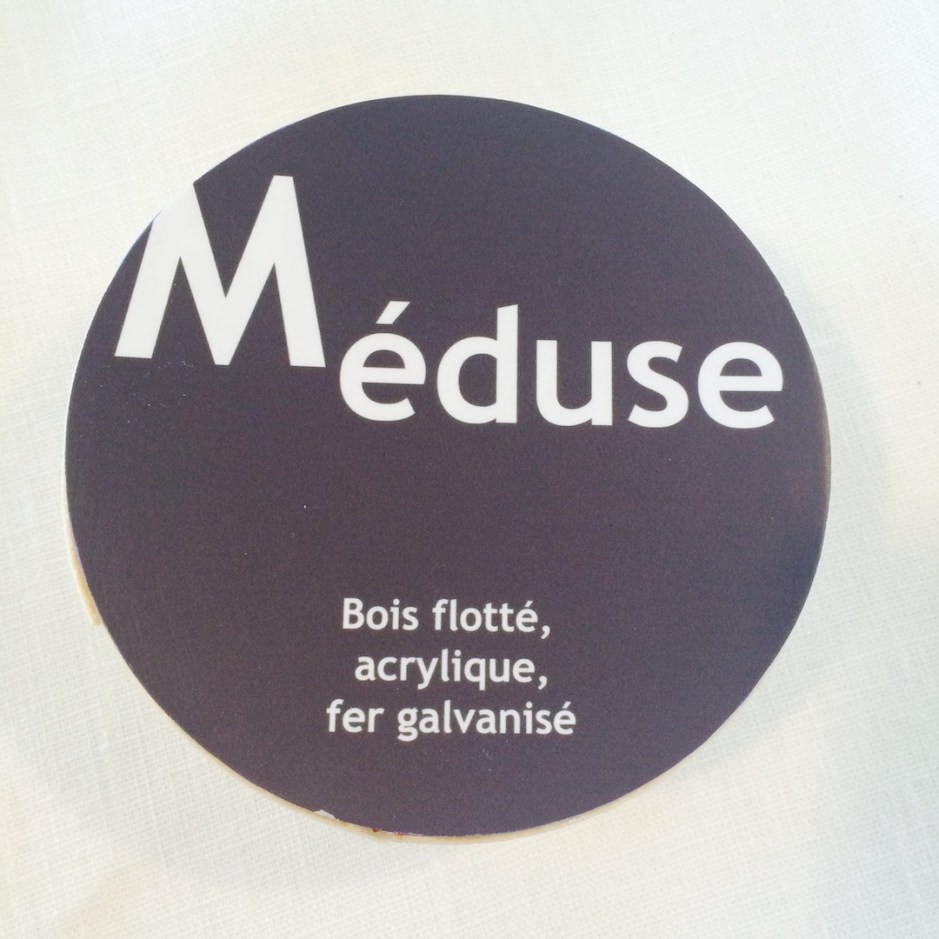 Méduse
Bois flotté,
acrylique,
fer galvanisé